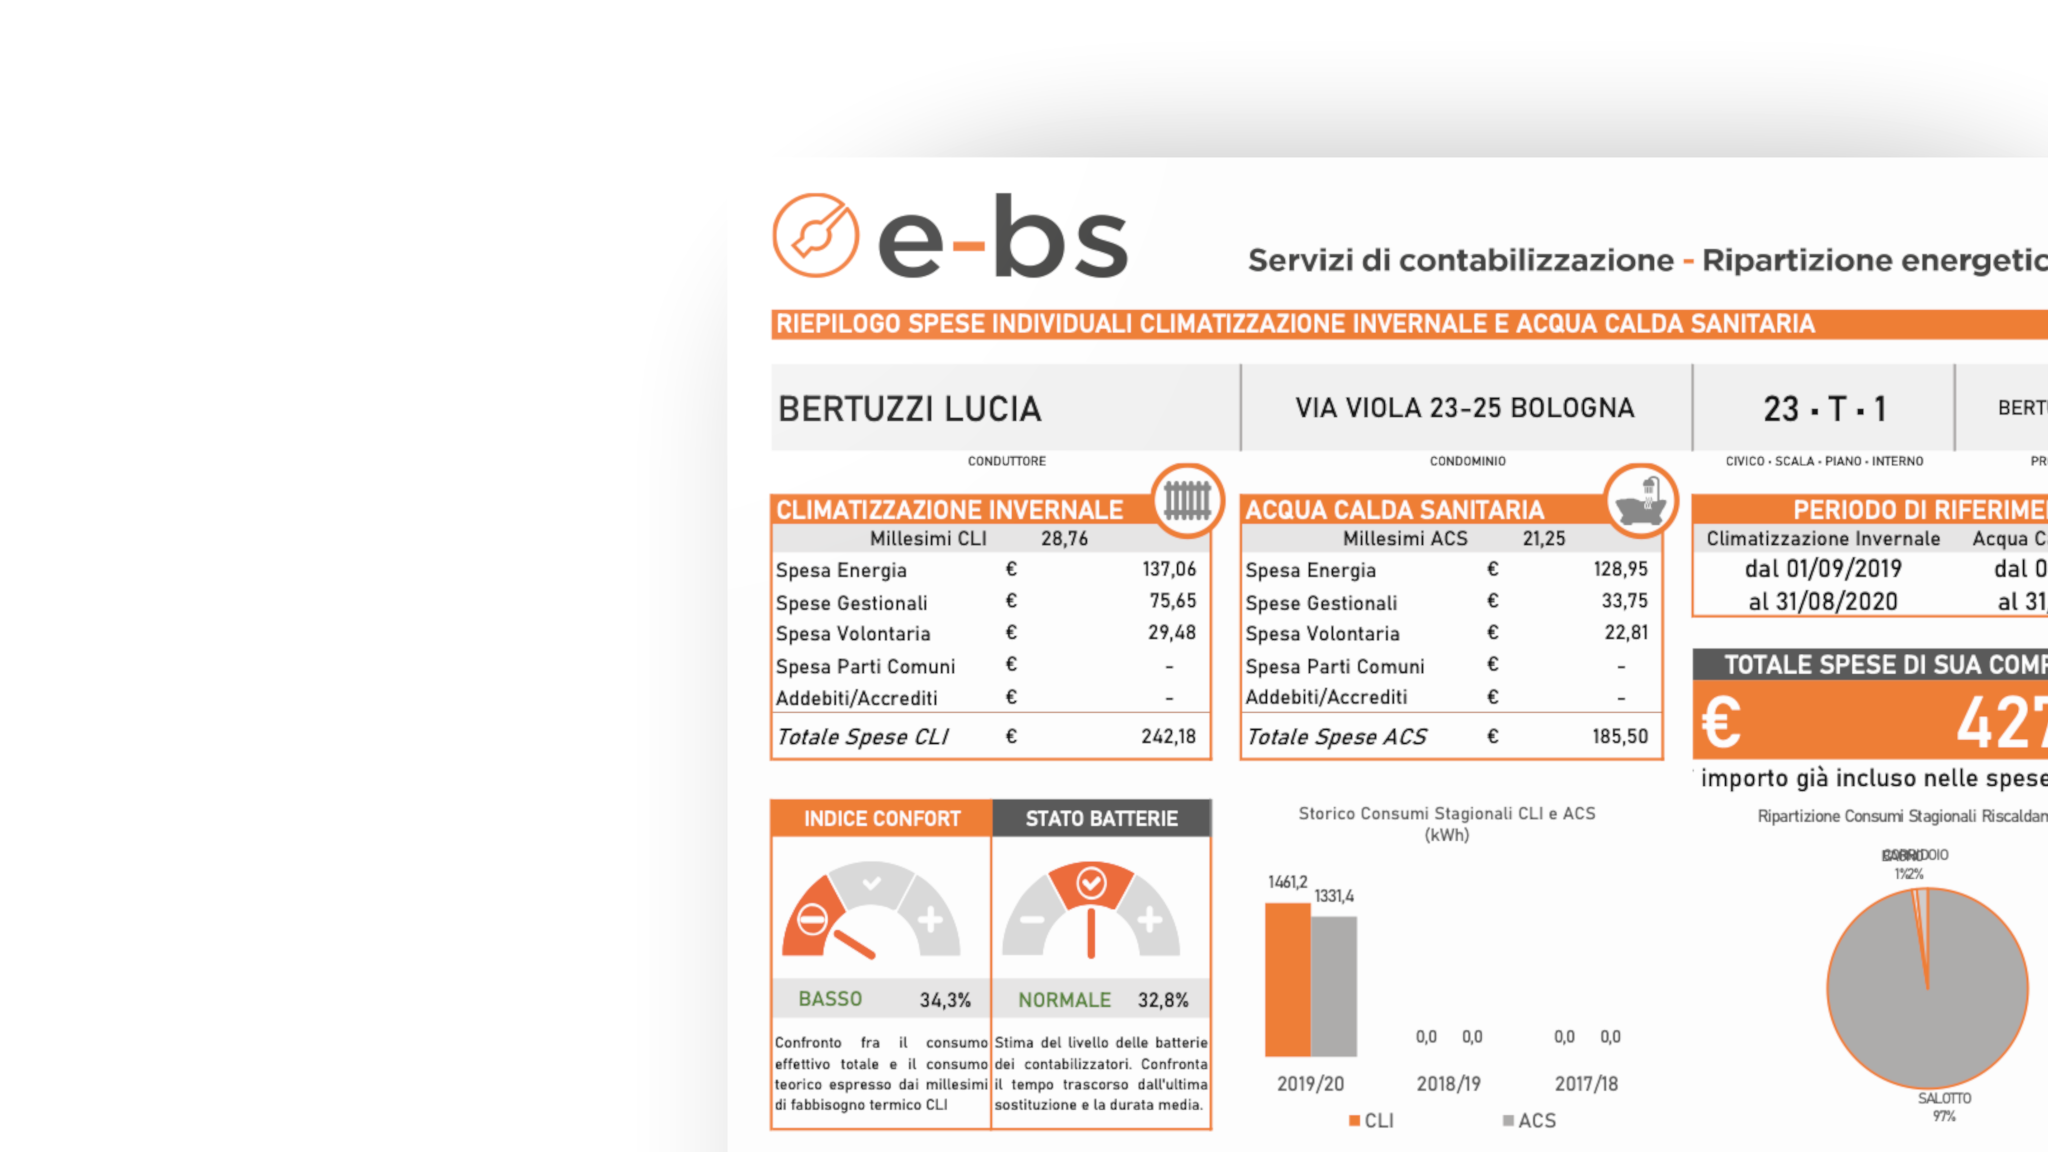 e-bs
Servizi di contabilizzazione - Ripartizione energetic
RIEPILOGO SPESE INDIVIDUALI CLIMATIZZAZIONE INVERNALE E ACQUA CALDA SANITARIA
BERTUZZI LUCIA
CONDUTTORE
VIA VIOLA 23-25 BOLOGNA
CONDOMINIO
23 · T · 1
CIVICO · SCALA · PIANO · INTERNO
BERT
PR
CLIMATIZZAZIONE INVERNALE
Millesimi CLI 28,76
Spesa Energia € 137,06
Spese Gestionali € 75,65
Spesa Volontaria € 29,48
Spesa Parti Comuni € -
Addebiti/Accrediti € -
Totale Spese CLI € 242,18
ACQUA CALDA SANITARIA
Millesimi ACS 21,25
Spesa Energia € 128,95
Spese Gestionali € 33,75
Spesa Volontaria € 22,81
Spesa Parti Comuni € -
Addebiti/Accrediti € -
Totale Spese ACS € 185,50
PERIODO DI RIFERIME
Climatizzazione Invernale Acqua C
dal 01/09/2019 dal 0
al 31/08/2020 al 31/
TOTALE SPESE DI SUA COMP
€ 427
importo già incluso nelle spese
INDICE CONFORT
BASSO 34,3%
Confronto fra il consumo
effettivo totale e il consumo
teorico espresso dai millesimi
di fabbisogno termico CLI
STATO BATTERIE
NORMALE 32,8%
Stima del livello delle batterie
dei contabilizzatori. Confronta
il tempo trascorso dall'ultima
sostituzione e la durata media.
Storico Consumi Stagionali CLI e ACS
(kWh)
1461,2
1331,4
0,0 0,0 0,0 0,0
2019/20 2018/19 2017/18
CLI ACS
Ripartizione Consumi Stagionali Riscaldam
CORRIDOIO
1% 2%
SALOTTO
97%